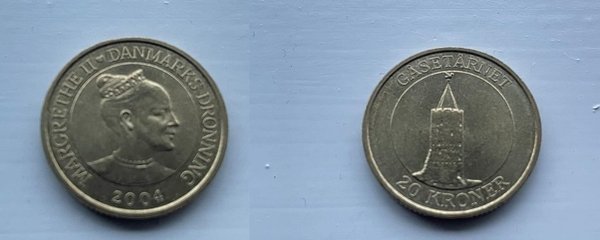 MARGRETHE II DANMARKS DRONNING
2004
GÅSETÅRNET
20 KRONER